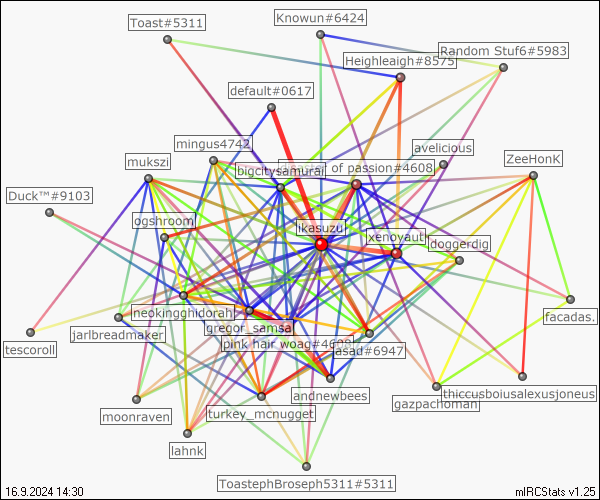 Toast#5311
Knowun#6424
Random Stuf6#5983
Heighleaigh#8575
default#0617
mingus4742
avelicious
mukszi
bigcitysamurai
master of passion#4608
ZeeHonK
Duck™#9103
ogshroom
ikasuzu
xenoyauti
doggerdig
neokingghidorah
facadas.
gregor_samsa
jarlbreadmaker
pink hair woag#4608
asad#6947
tescoroll
andnewbees
thiccusboiusalexusjoneus
gazpachoman
moonraven
turkey_mcnugget
lahnk
ToastephBroseph5311#5311
16.9.2024 14:30
mIRCStats v1.25